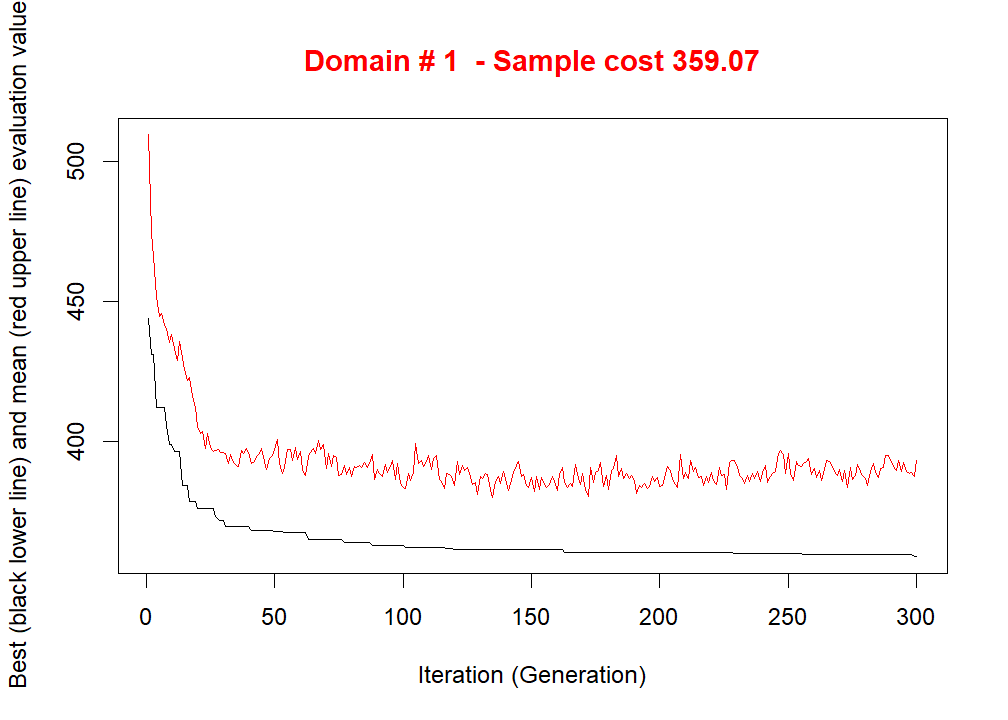 Domain # 1  - Sample cost 359.07
Best (black lower line) and mean (red upper line) evaluation value
500
450
400
0 50 100 150 200 250 300
Iteration (Generation)